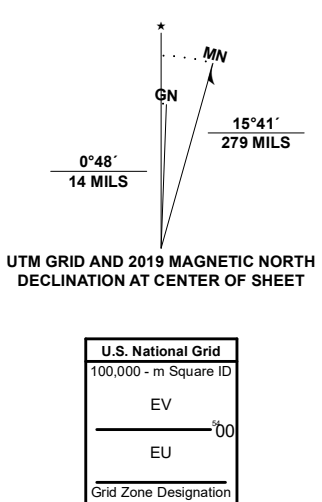 ★
MN
GN
15°41´
279 MILS
0°48´
14 MILS
UTM GRID AND 2019 MAGNETIC NORTH
DECLINATION AT CENTER OF SHEET
U.S. National Grid
100,000 - m Square ID
EV
00
EU
Grid Zone Designation